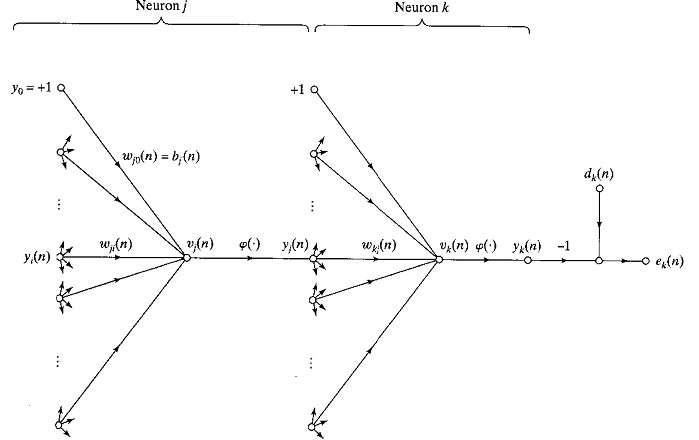 Neuron j Neuron k
y₀ = +1 +1
w_j0(n) = b_j(n)
d_k(n)
⋮ ⋮
y_i(n) w_ji(n) v_j(n) φ(·) y_j(n) w_kj(n) v_k(n) φ(·) y_k(n) –1 e_k(n)
⋮ ⋮